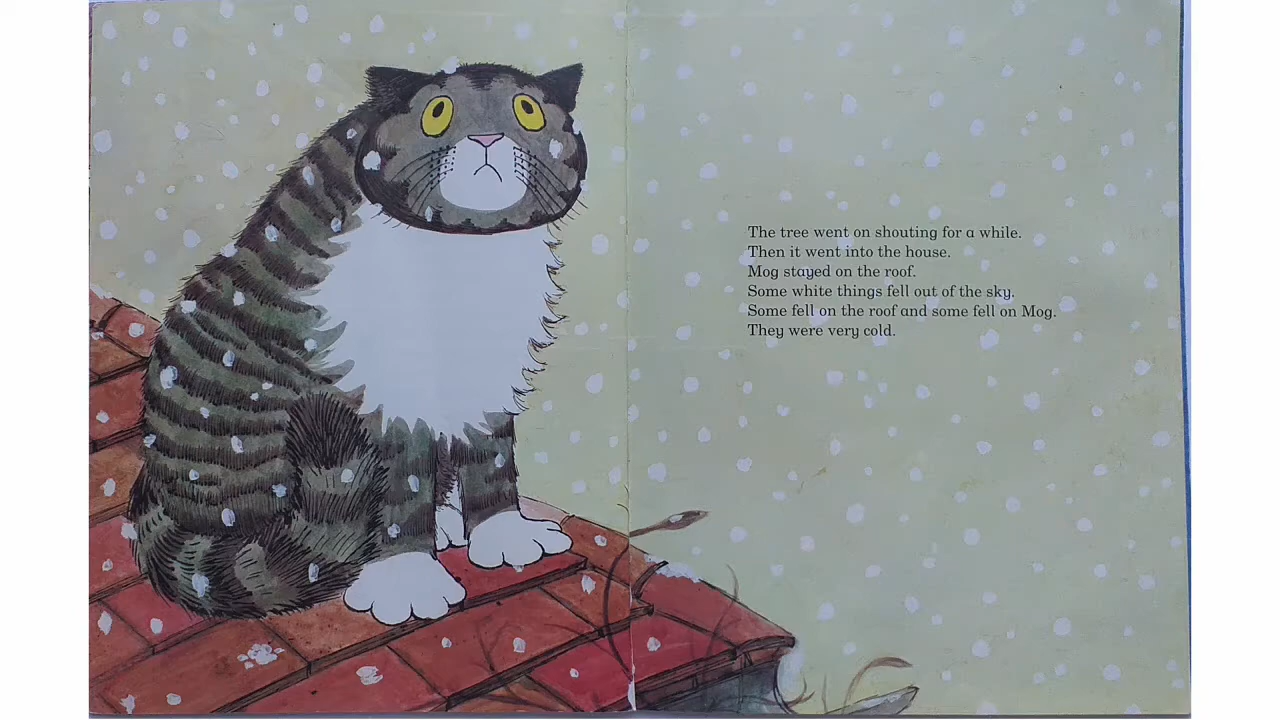 The tree went on shouting for a while.
Then it went into the house.
Mog stayed on the roof.
Some white things fell out of the sky.
Some fell on the roof and some fell on Mog.
They were very cold.